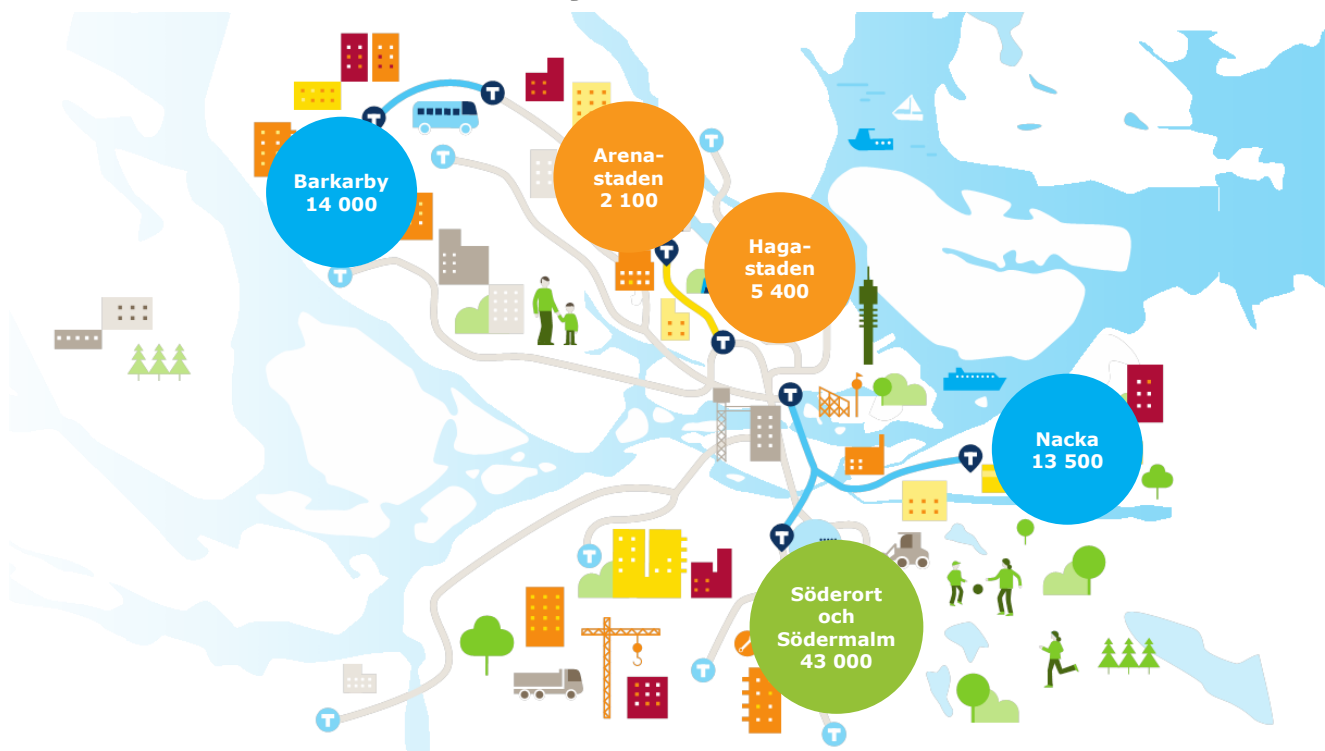 Barkarby
14 000
Arena-
staden
2 100
Haga-
staden
5 400
Nacka
13 500
Söderort
och
Södermalm
43 000
T
T
T
T
T
T
T
T
T
T
T
T
T
T